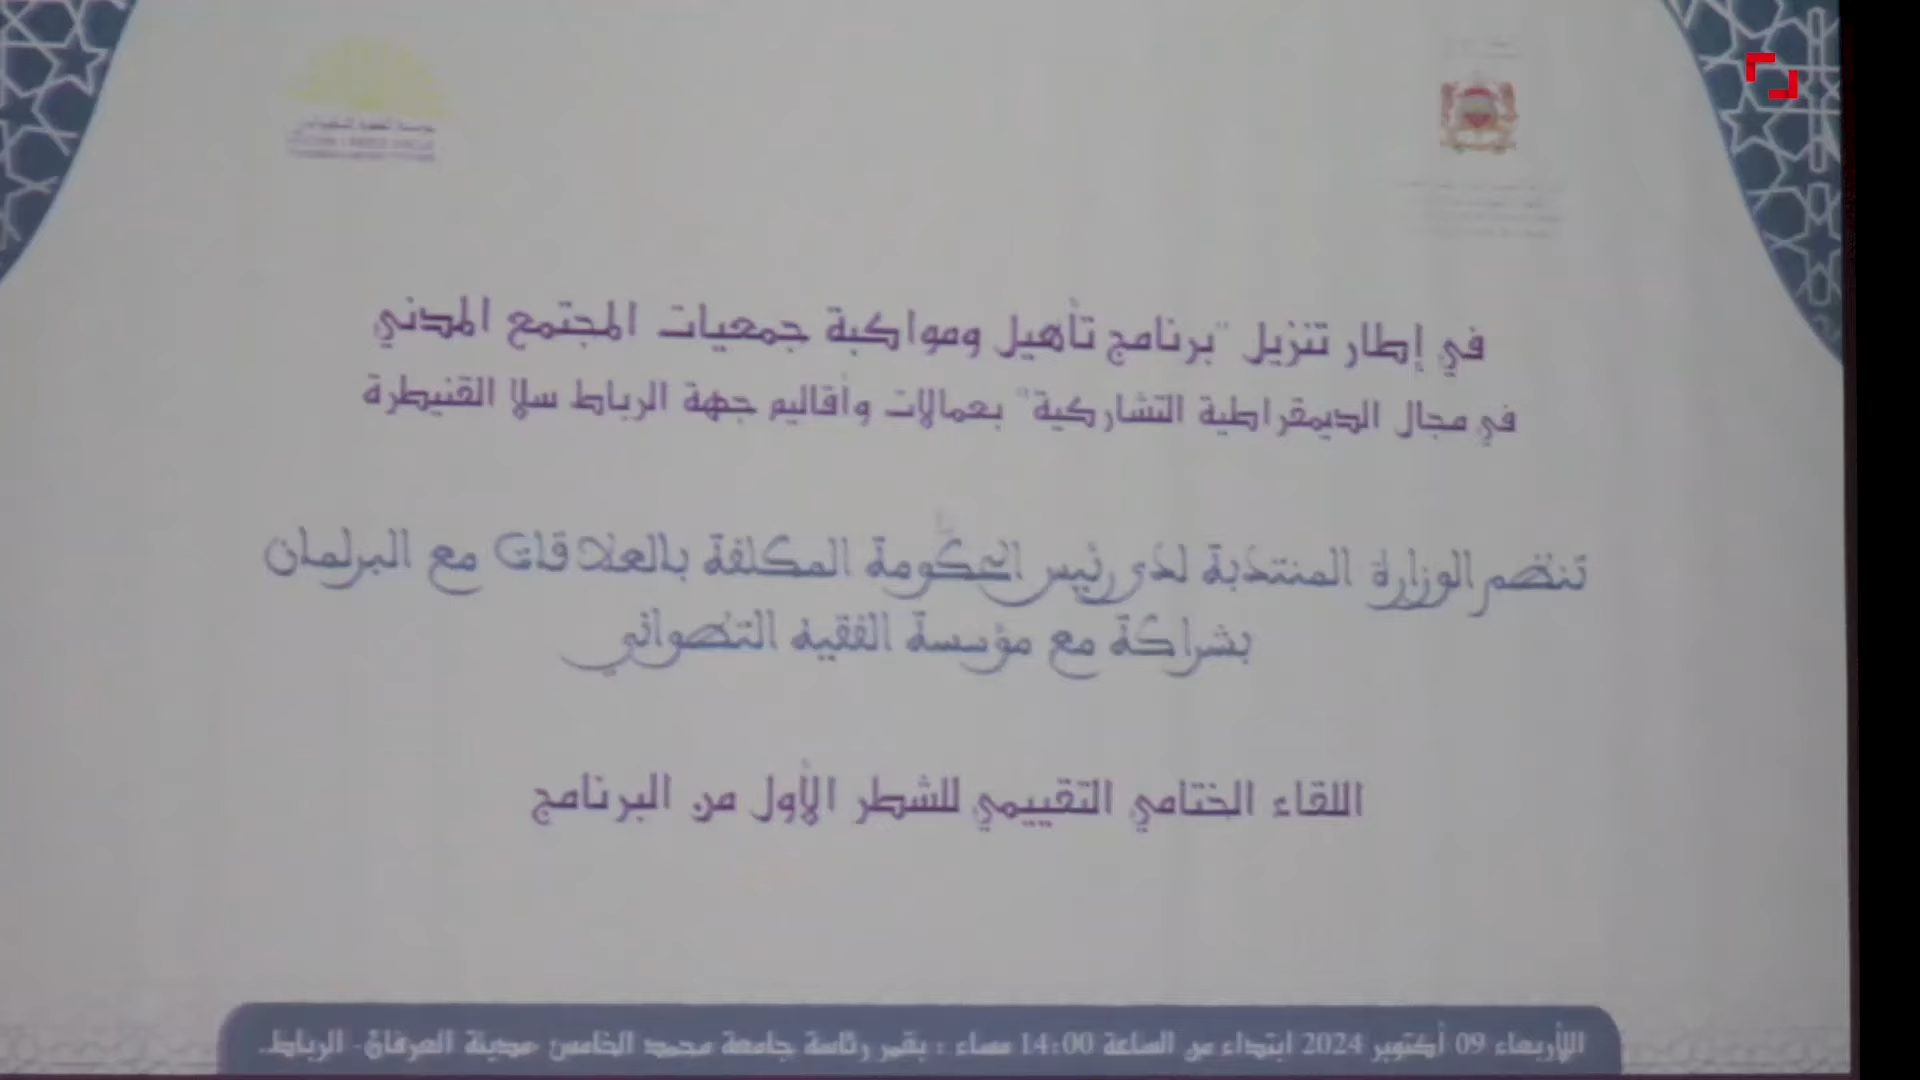 في إطار تنزيل "برنامج تأهيل ومواكبة جمعيات المجتمع المدني
في مجال الديمقراطية التشاركية" بعمالات وأقاليم جهة الرباط سلا القنيطرة
تنظم الوزارة المنتدبة لدى رئيس الحكومة المكلفة بالعلاقات مع البرلمان
بشراكة مع مؤسسة الفقيه التطواني
اللقاء الختامي التقييمي للشطر الأول من البرنامج
الأربعاء 09 أكتوبر 2024 ابتداء من الساعة 14:00 مساء : بمقر رئاسة جامعة محمد الخامس مدينة العرفان- الرباط.